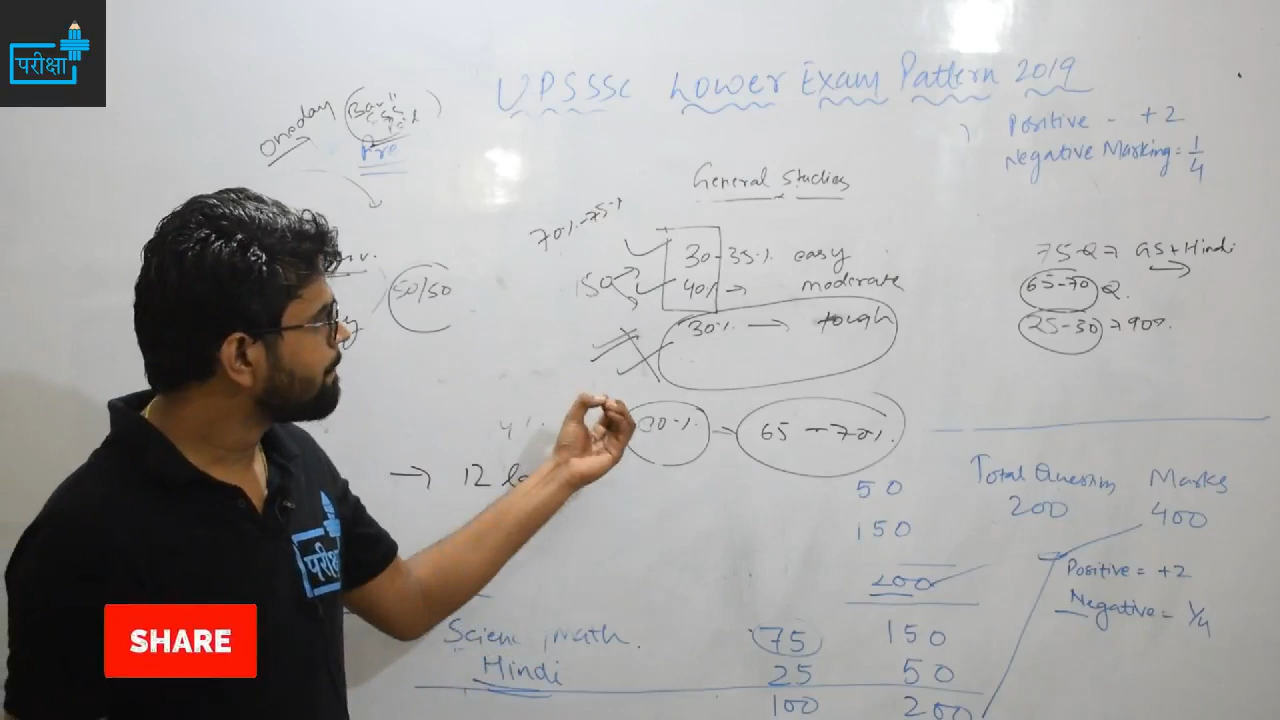 परीक्षा
UPSSSC Lower Exam Pattern 2019
Positive - +2
Negative Marking = 1/4
Oneday
Pre
General Studies
70%-75%
30-35% easy
150
40% → moderate
30% → tough
50/50
75-Q = GS+Hindi
65-70 Q.
25-30 = 90%.
30% → 65-70%.
→ 12
50
150
200
Total Question Marks
200 400
Positive = +2
Negative = 1/4
परीक्षा
SHARE
Scien math. 75 150
Hindi 25 50
100 200